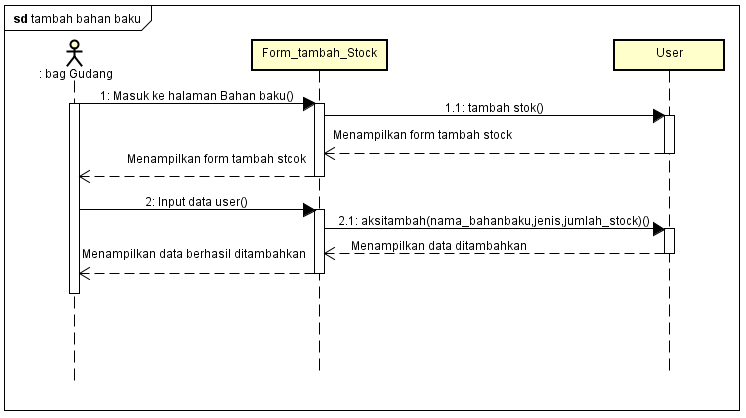 sd tambah bahan baku
Form_tambah_Stock
User
: bag Gudang
1: Masuk ke halaman Bahan baku()
1.1: tambah stok()
Menampilkan form tambah stock
Menampilkan form tambah stcok
2: Input data user()
2.1: aksitambah(nama_bahanbaku,jenis,jumlah_stock)()
Menampilkan data ditambahkan
Menampilkan data berhasil ditambahkan